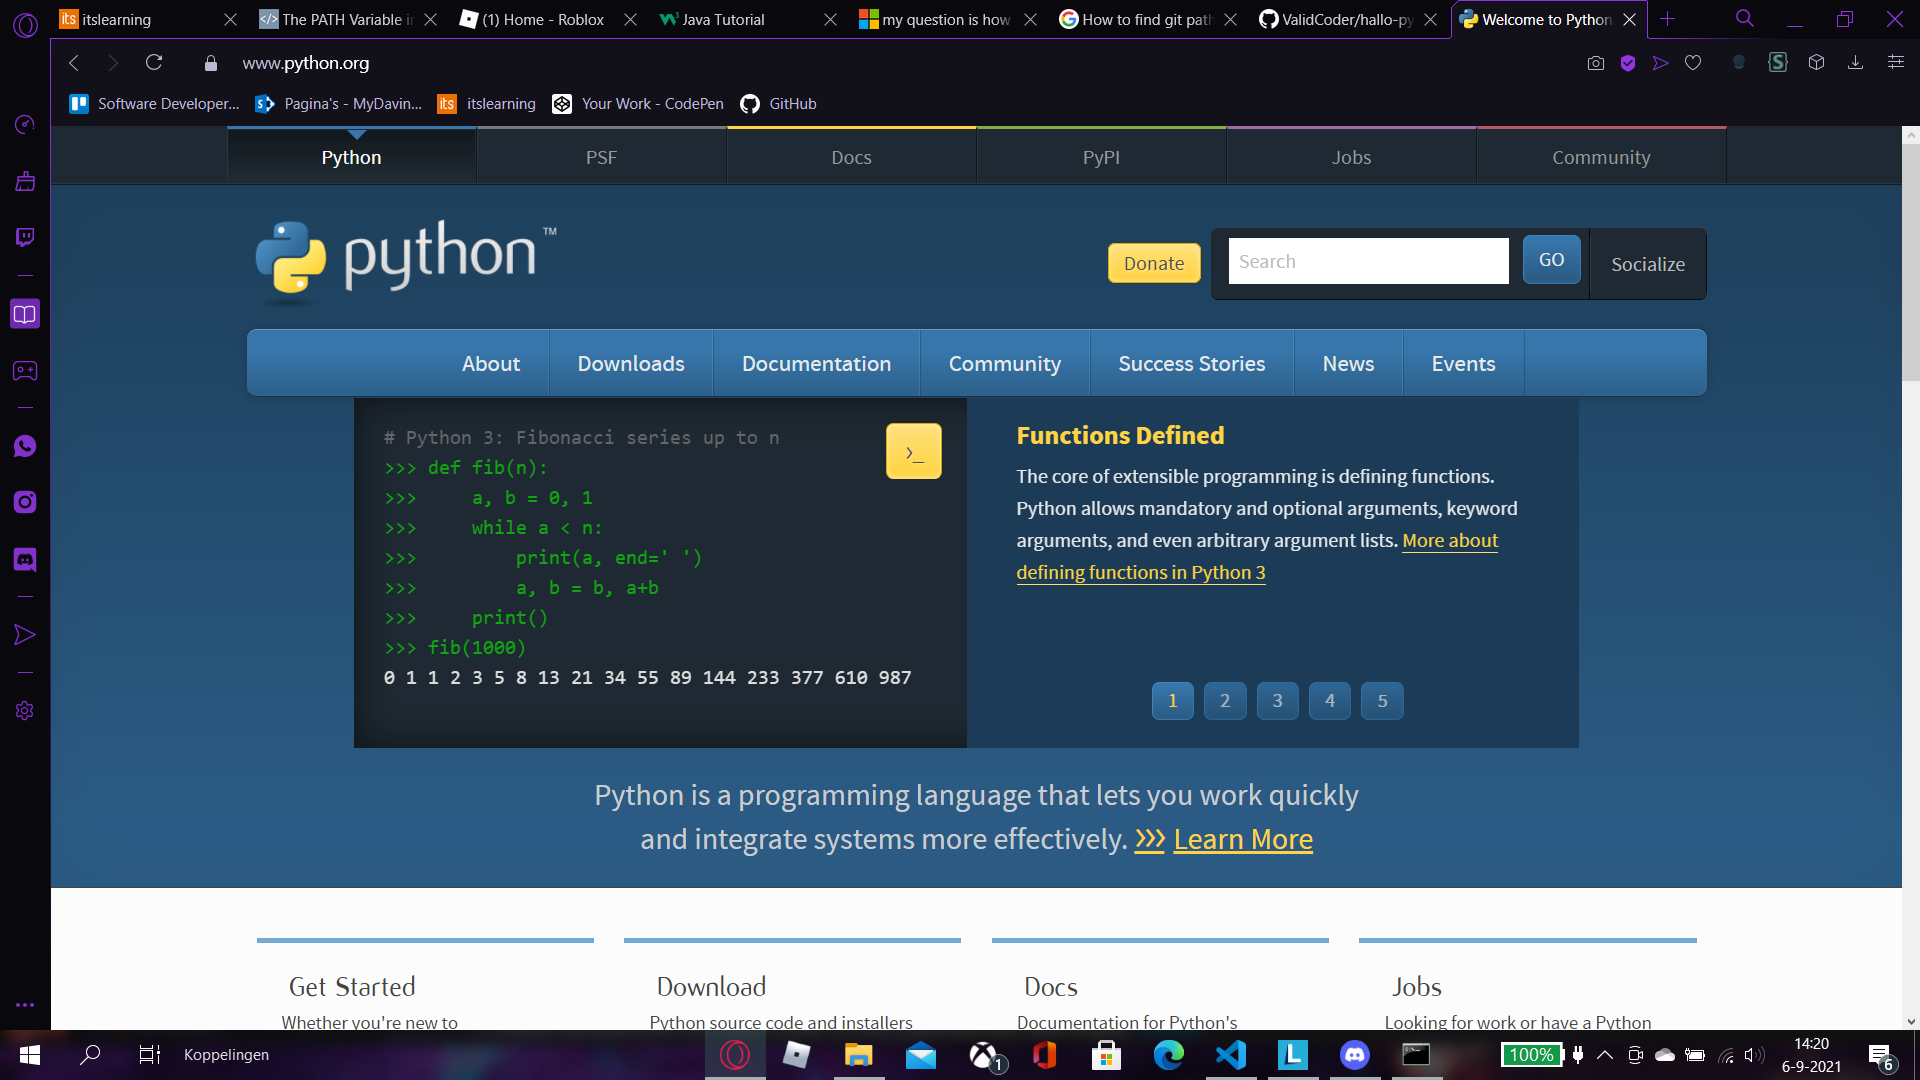 itslearning
The PATH Variable in
(1) Home - Roblox
Java Tutorial
my question is how
How to find git path
ValidCoder/hallo-py
Welcome to Python
www.python.org
Software Developer...
Pagina's - MyDavin...
itslearning
Your Work - CodePen
GitHub
Python
PSF
Docs
PyPI
Jobs
Community
python™
Donate
Search
GO
Socialize
About
Downloads
Documentation
Community
Success Stories
News
Events
# Python 3: Fibonacci series up to n
>>> def fib(n):
>>>     a, b = 0, 1
>>>     while a < n:
>>>         print(a, end=' ')
>>>         a, b = b, a+b
>>>     print()
>>> fib(1000)
0 1 1 2 3 5 8 13 21 34 55 89 144 233 377 610 987
>_
Functions Defined
The core of extensible programming is defining functions.
Python allows mandatory and optional arguments, keyword
arguments, and even arbitrary argument lists. More about
defining functions in Python 3
1 2 3 4 5
Python is a programming language that lets you work quickly
and integrate systems more effectively. >>> Learn More
Get Started
Whether you're new to
Download
Python source code and installers
Docs
Documentation for Python's
Jobs
Looking for work or have a Python
Koppelingen
1
100%
14:20
6-9-2021
6